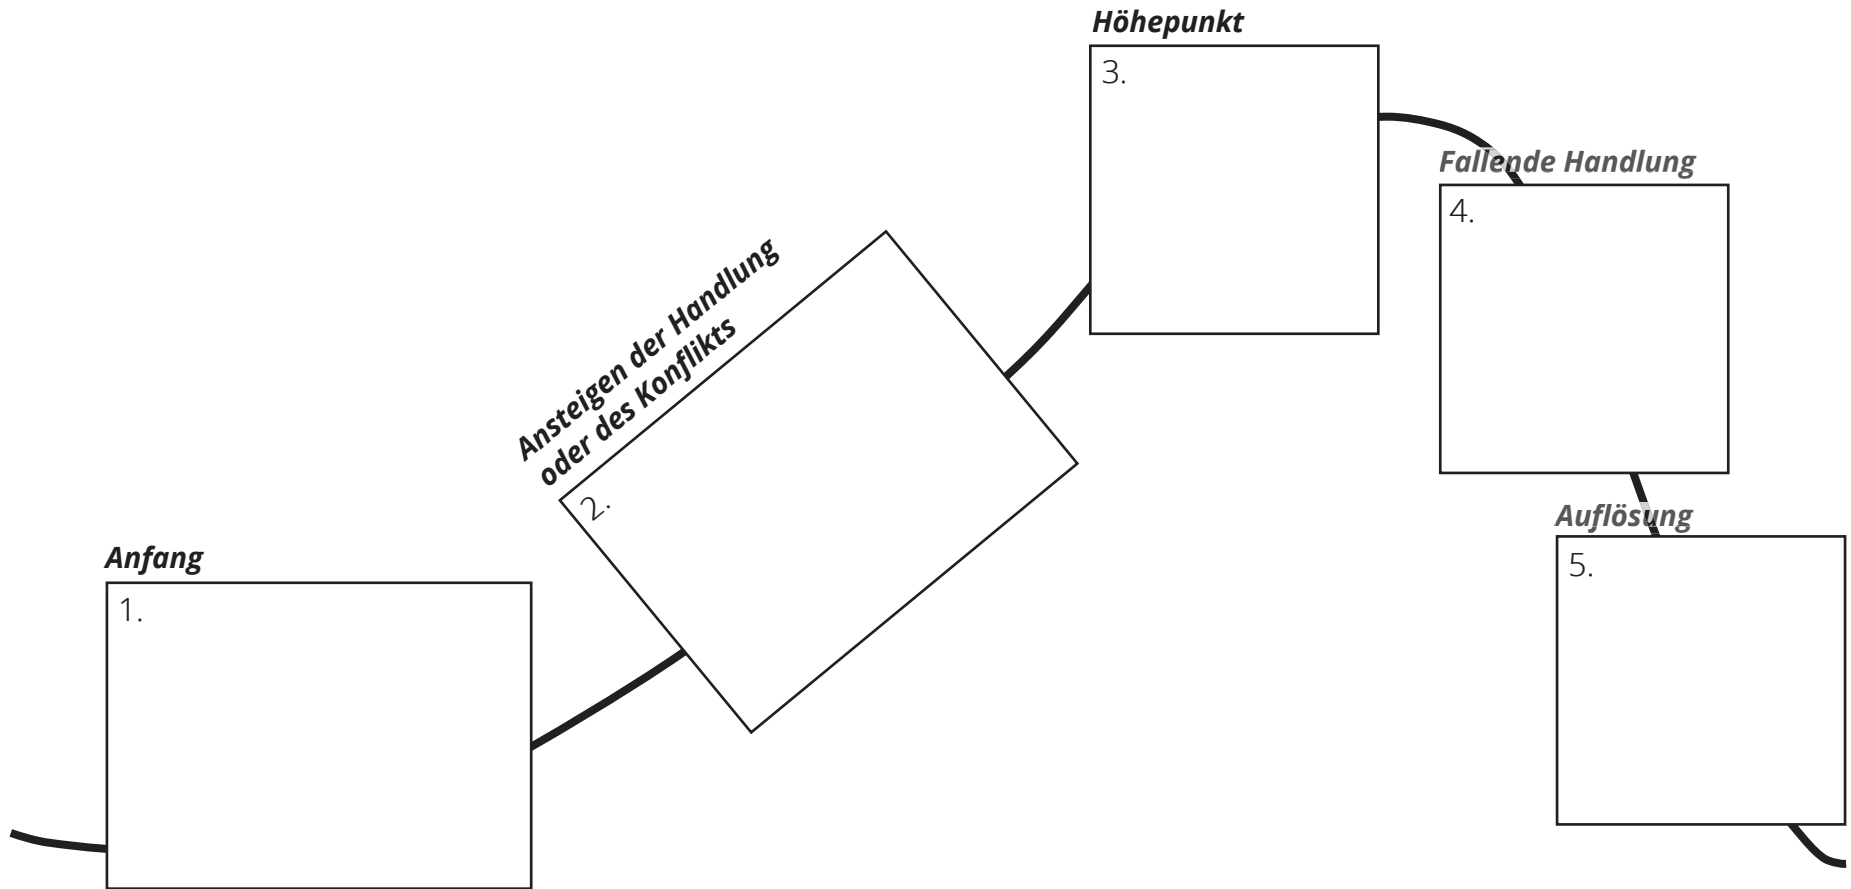 Anfang
1.
Ansteigen der Handlung
oder des Konflikts
2.
Höhepunkt
3.
Fallende Handlung
4.
Auflösung
5.